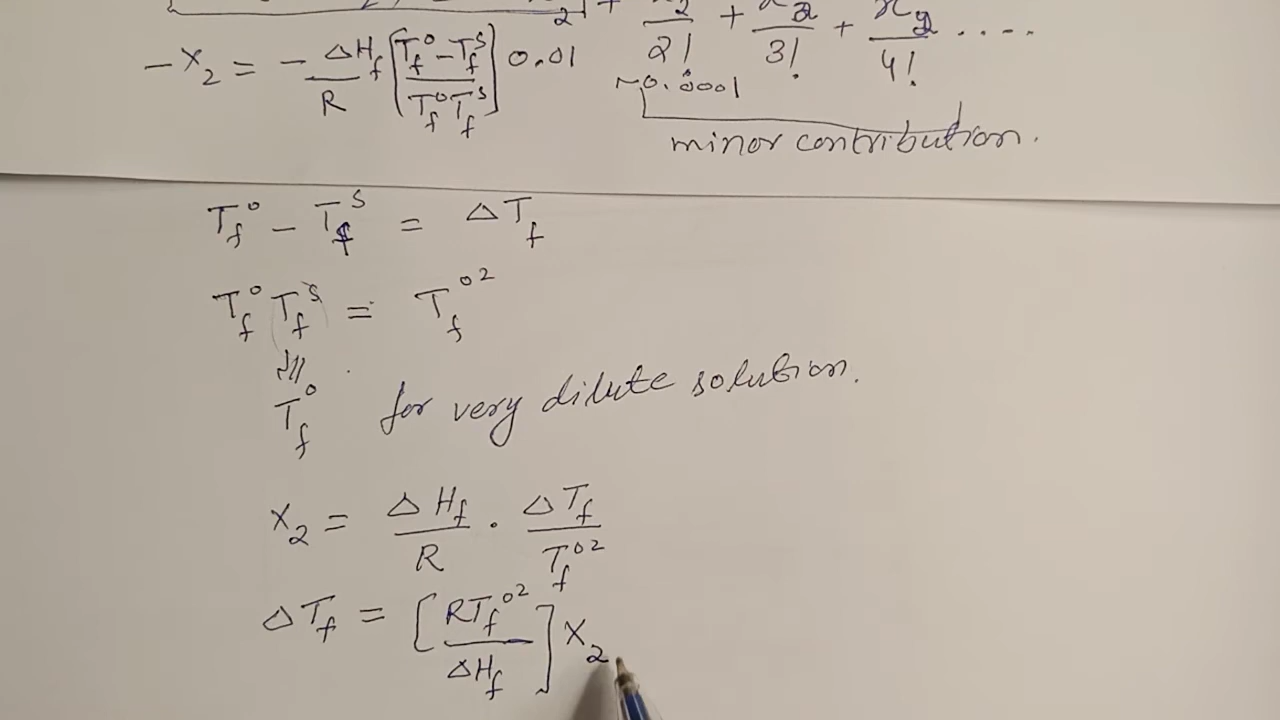 -X₂ = - ΔH_f/R [T_f° - T_f^s / T_f° T_f^s] 0.01
2 + /2! + /3! + x₂/4! ....
~0.0001
minor contribution.
T_f° - T_f^s = ΔT_f
T_f° T_f^s = T_f°²
T_f° for very dilute solution.
X₂ = ΔH_f/R . ΔT_f/T_f°²
ΔT_f = [RT_f°²/ΔH_f] X₂